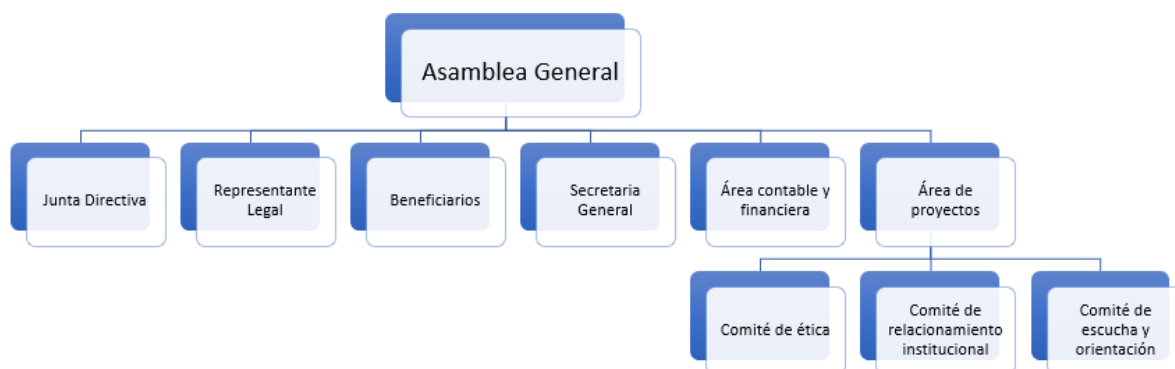 Asamblea General
Junta Directiva
Representante
Legal
Beneficiarios
Secretaria
General
Área contable y
financiera
Área de
proyectos
Comité de ética
Comité de
relacionamiento
institucional
Comité de
escucha y
orientación